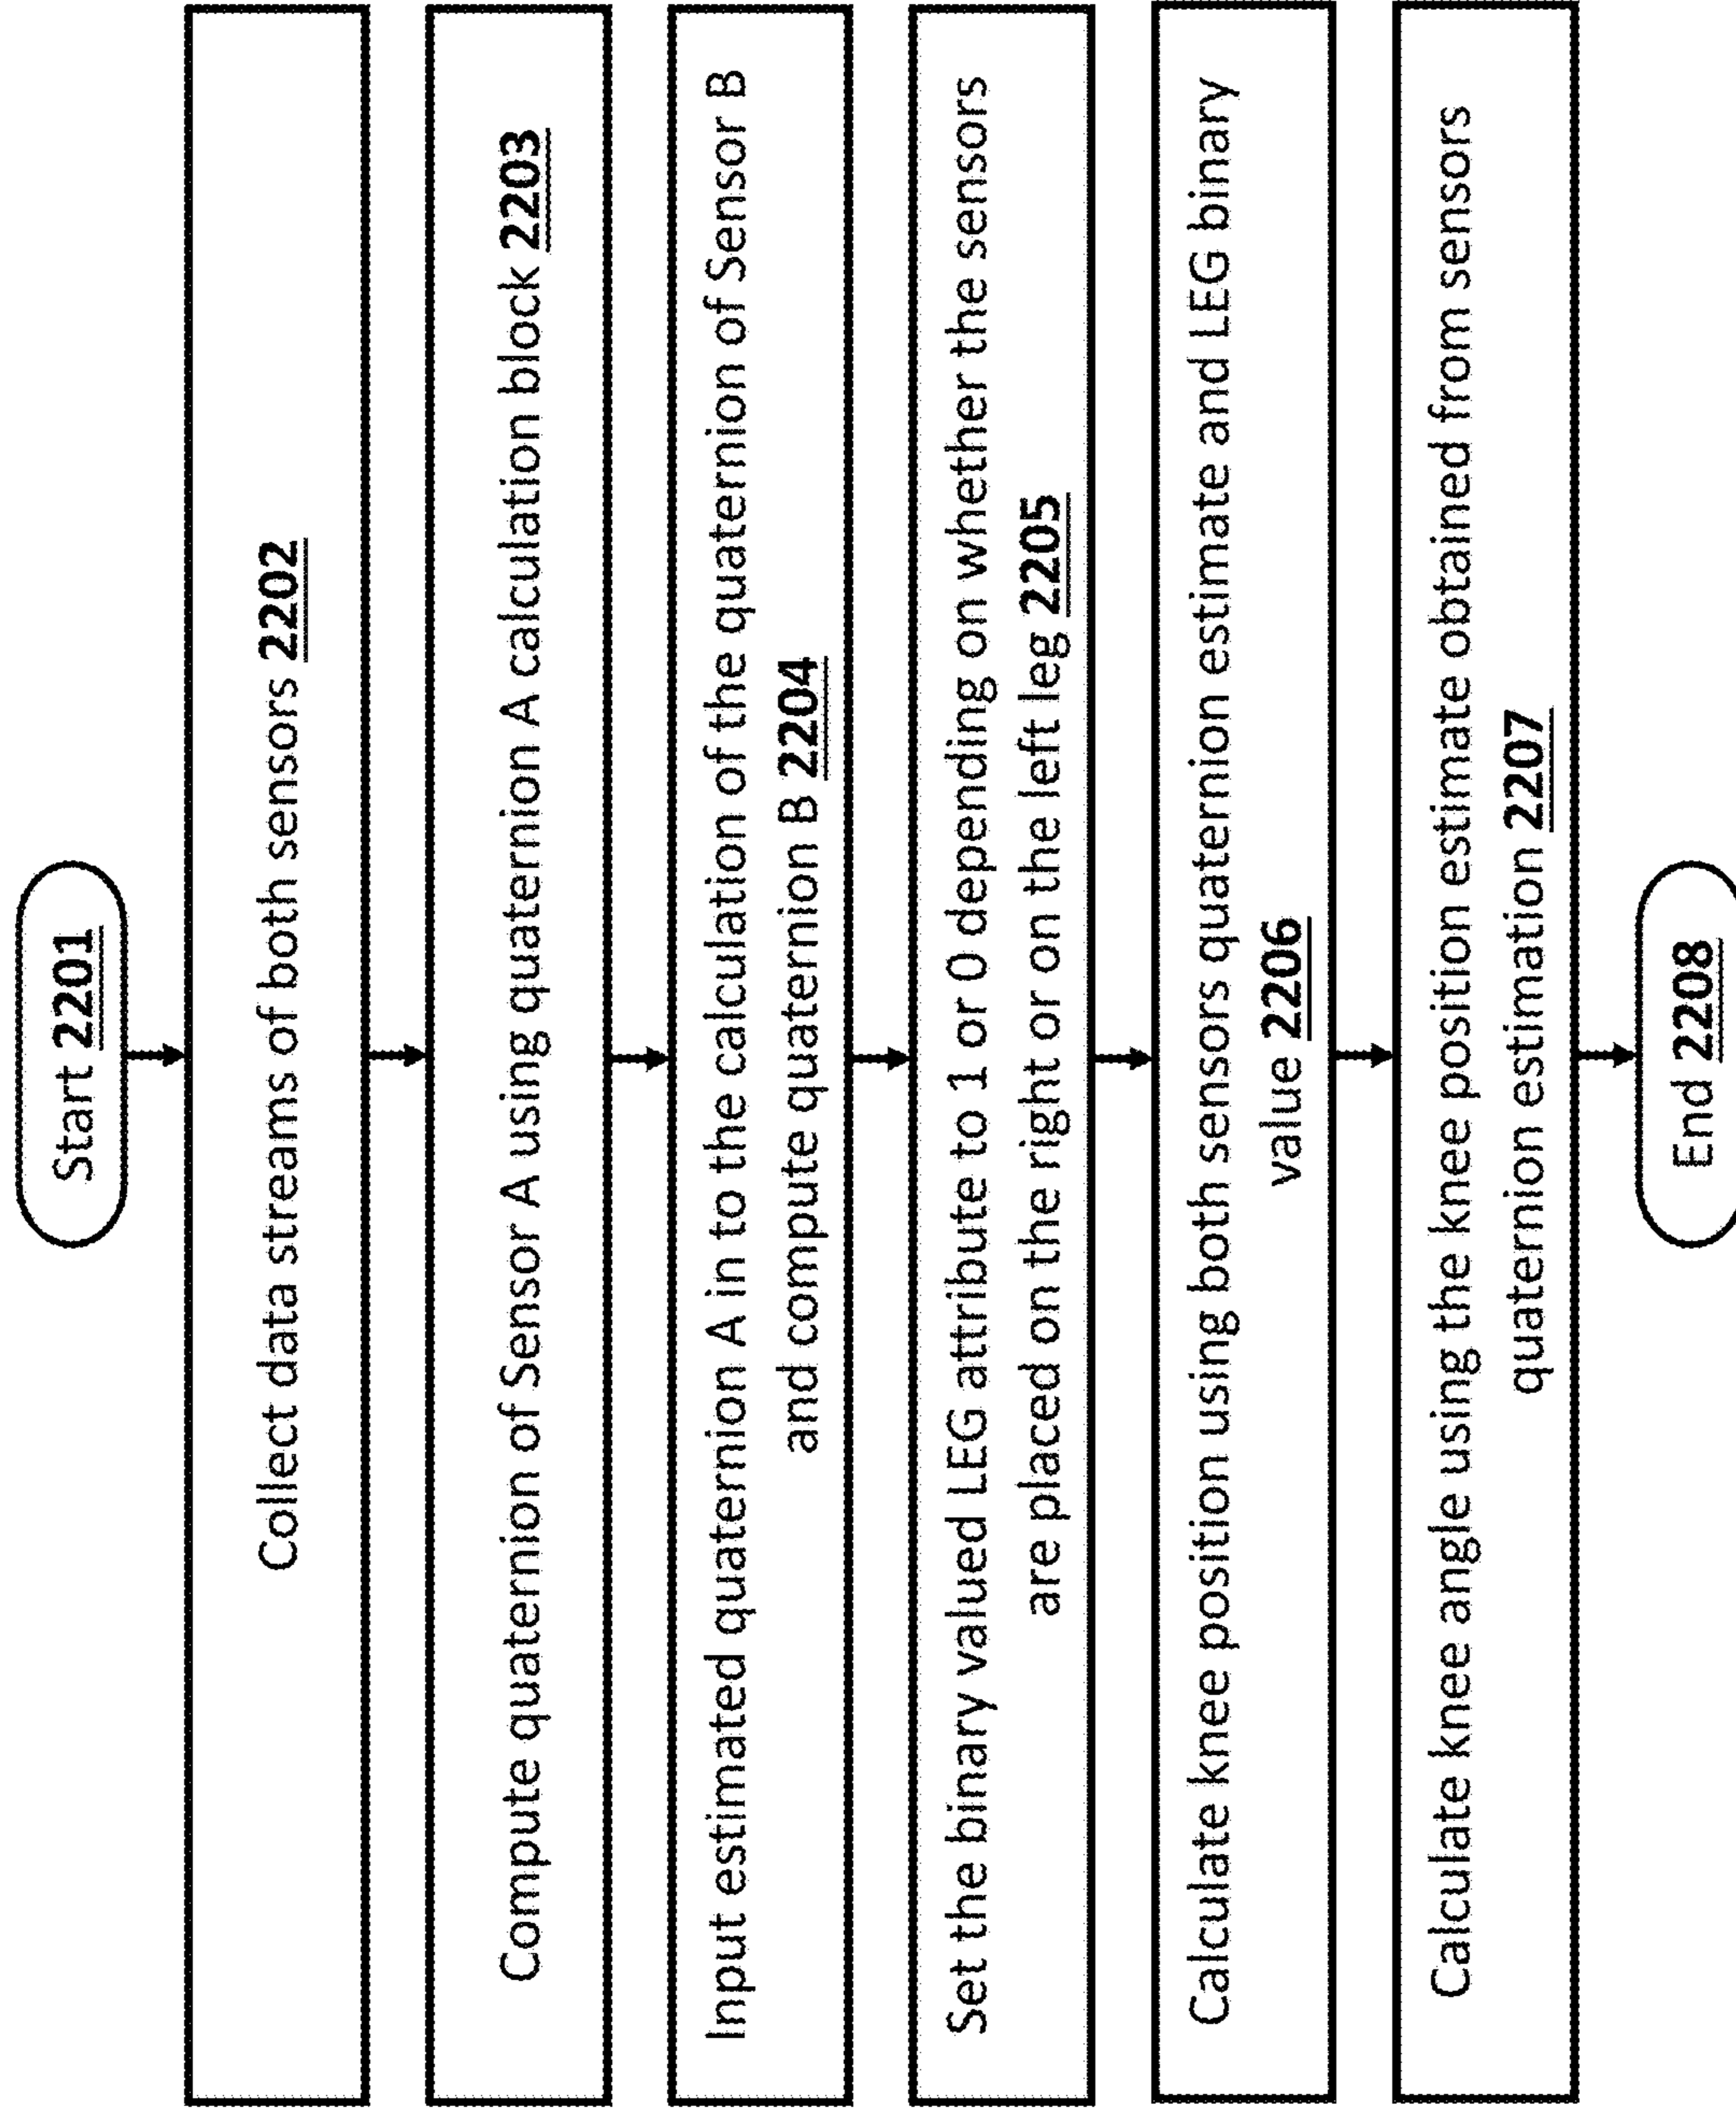 Start 2201
Collect data streams of both sensors 2202
Compute quaternion of Sensor A using quaternion A calculation block 2203
Input estimated quaternion A in to the calculation of the quaternion of Sensor B
and compute quaternion B 2204
Set the binary valued LEG attribute to 1 or 0 depending on whether the sensors
are placed on the right or on the left leg 2205
Calculate knee position using both sensors quaternion estimate and LEG binary
value 2206
Calculate knee angle using the knee position estimate obtained from sensors
quaternion estimation 2207
End 2208